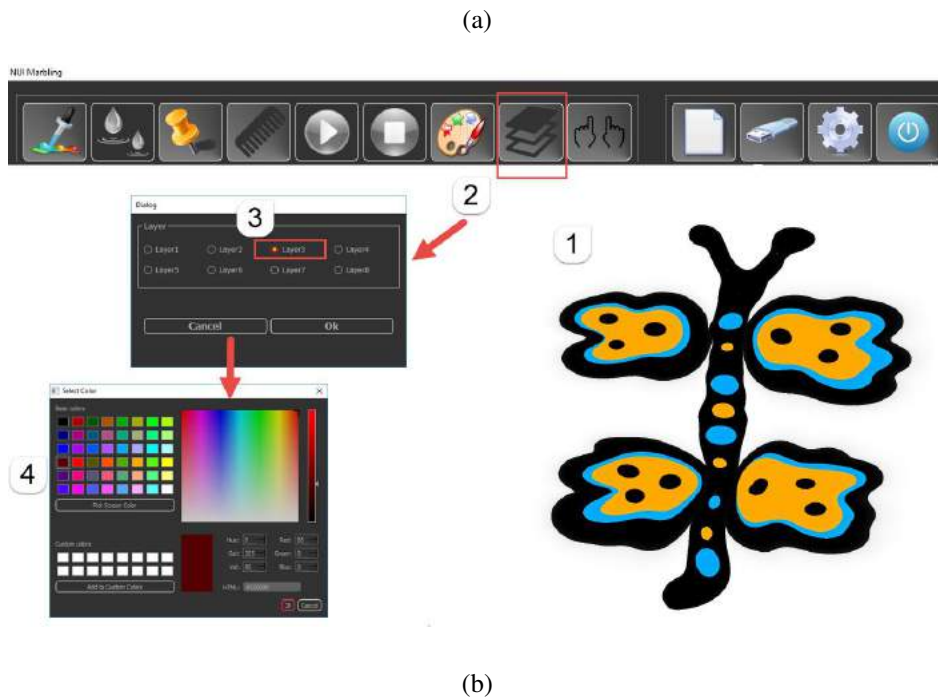 (a)
NUI Marbling
2
Dialog
3
1
Layer
Layer1 Layer2 Layer3 Layer4
Layer5 Layer6 Layer7 Layer8
Cancel Ok
Select Color
Basic colors
4
Pick Screen Color
Custom colors
Hue: Red:
Sat: Green:
Val: Blue:
HTML:
Add to Custom Colors
Cancel
(b)